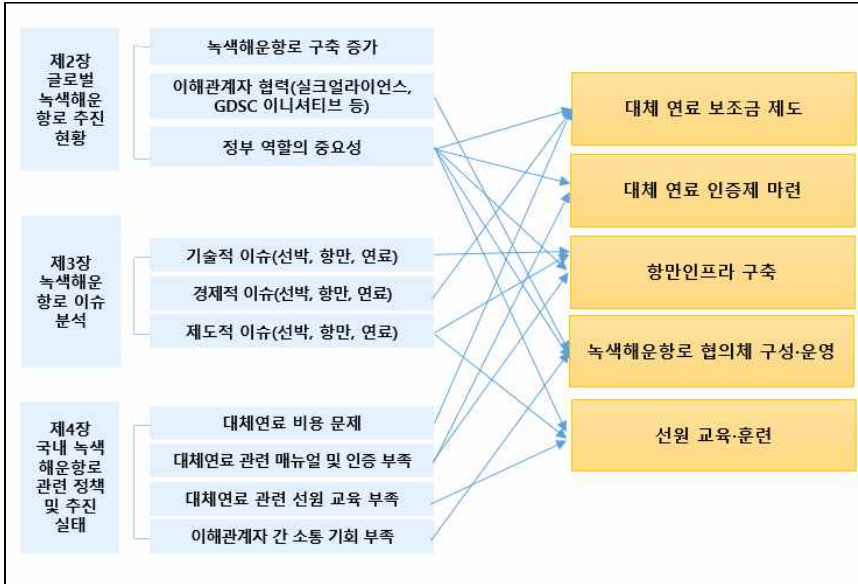 제2장
글로벌
녹색해운
항로 추진
현황
녹색해운항로 구축 증가
이해관계자 협력(실크얼라이언스,
GDSC 이니셔티브 등)
정부 역할의 중요성
제3장
녹색해운
항로 이슈
분석
기술적 이슈(선박, 항만, 연료)
경제적 이슈(선박, 항만, 연료)
제도적 이슈(선박, 항만, 연료)
제4장
국내 녹색
해운항로
관련 정책
및 추진
실태
대체연료 비용 문제
대체연료 관련 매뉴얼 및 인증 부족
대체연료 관련 선원 교육 부족
이해관계자 간 소통 기회 부족
대체 연료 보조금 제도
대체 연료 인증제 마련
항만인프라 구축
녹색해운항로 협의체 구성·운영
선원 교육·훈련